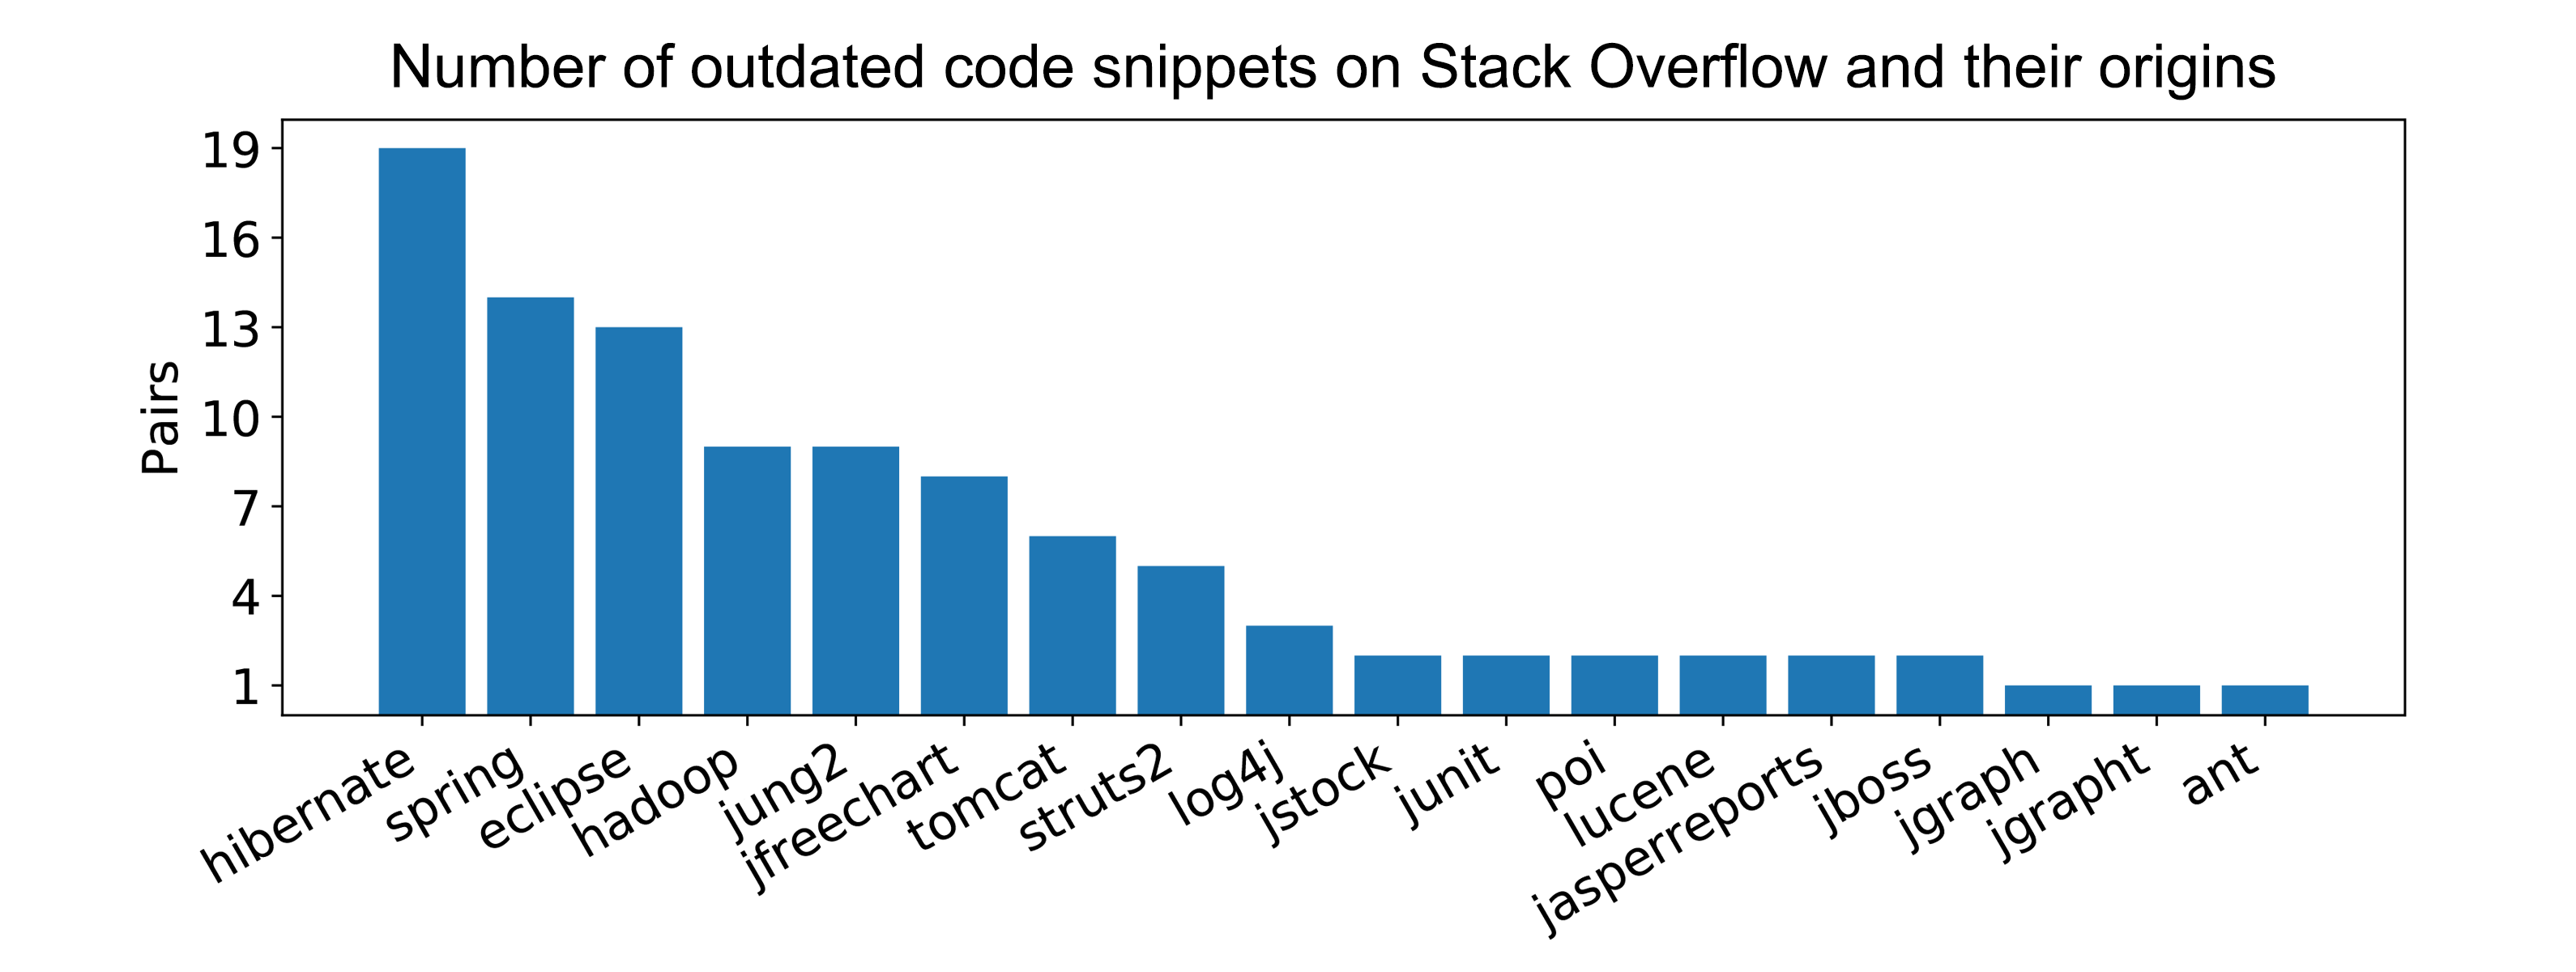 Number of outdated code snippets on Stack Overflow and their origins
19
16
13
10
7
4
1
Pairs
hibernate
spring
eclipse
hadoop
jung2
jfreechart
tomcat
struts2
log4j
jstock
junit
poi
lucene
jasperreports
jboss
jgraph
jgrapht
ant